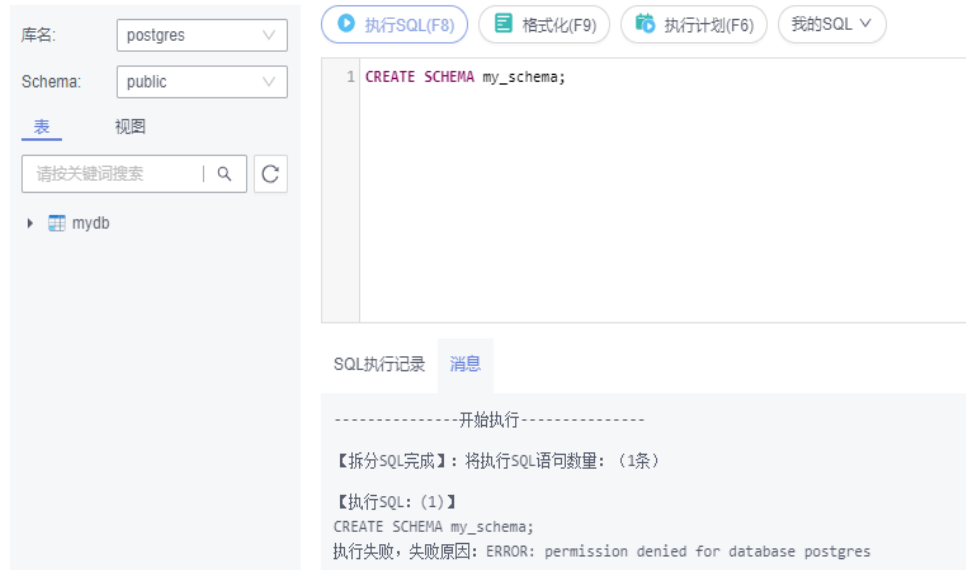 库名: postgres
Schema: public
表 视图
请按关键词搜索
mydb
执行SQL(F8) 格式化(F9) 执行计划(F6) 我的SQL
1 CREATE SCHEMA my_schema;
SQL执行记录 消息
---------------开始执行---------------
【拆分SQL完成】:将执行SQL语句数量:(1条)
【执行SQL:(1)】
CREATE SCHEMA my_schema;
执行失败,失败原因:ERROR: permission denied for database postgres